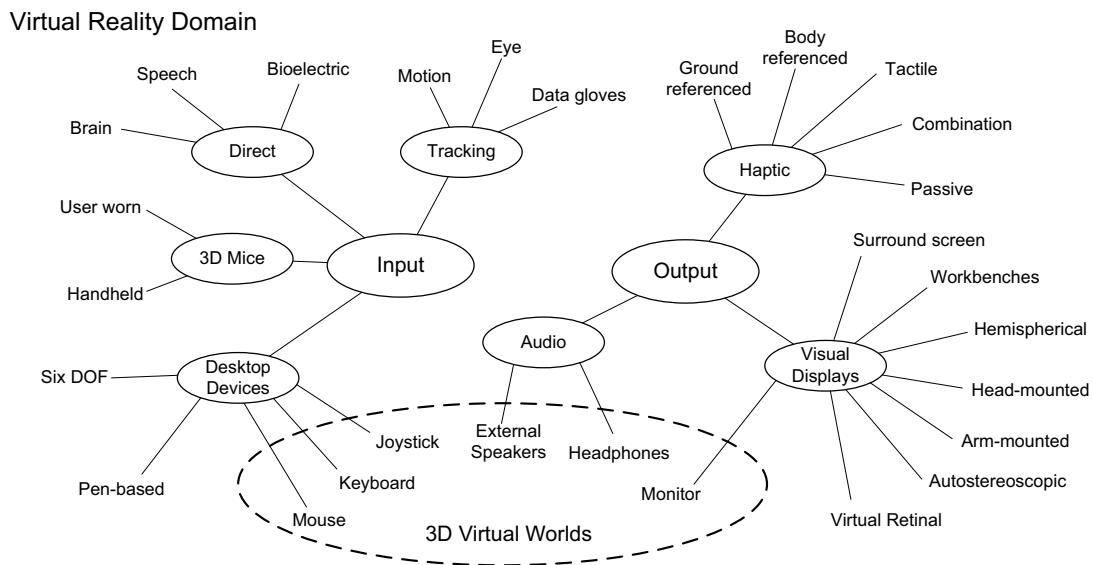 Virtual Reality Domain
Speech
Bioelectric
Brain
Direct
Motion
Eye
Data gloves
Tracking
User worn
3D Mice
Handheld
Input
Desktop
Devices
Six DOF
Pen-based
Mouse
Keyboard
Joystick
Ground
referenced
Body
referenced
Tactile
Combination
Passive
Haptic
Output
Audio
External
Speakers
Headphones
Visual
Displays
Surround screen
Workbenches
Hemispherical
Head-mounted
Arm-mounted
Autostereoscopic
Virtual Retinal
Monitor
3D Virtual Worlds